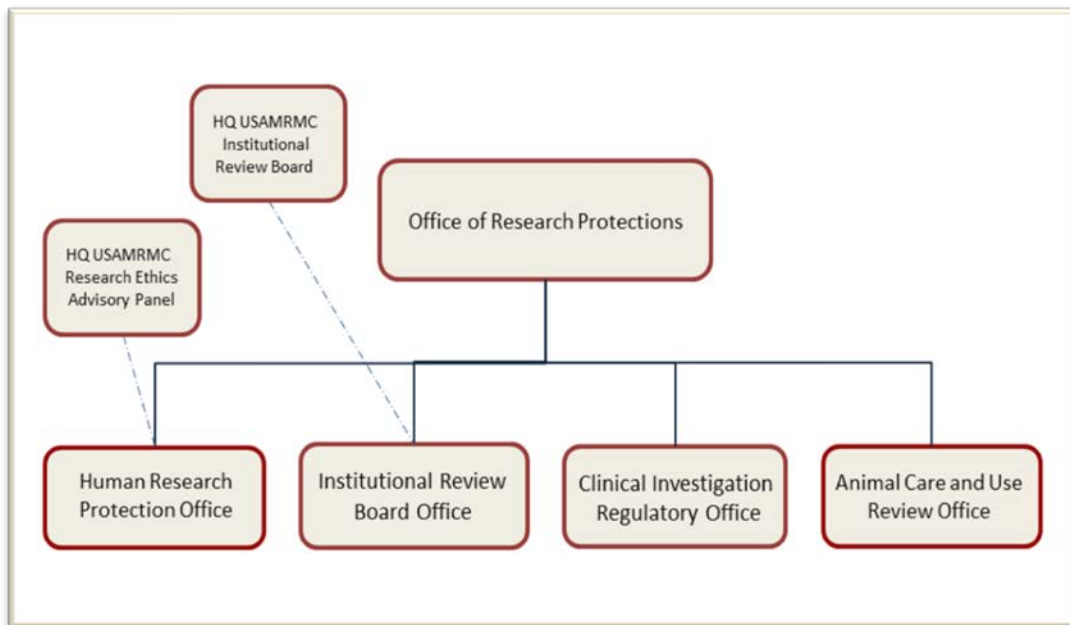 HQ USAMRMC
Institutional
Review Board
Office of Research Protections
HQ USAMRMC
Research Ethics
Advisory Panel
Human Research
Protection Office
Institutional Review
Board Office
Clinical Investigation
Regulatory Office
Animal Care and Use
Review Office